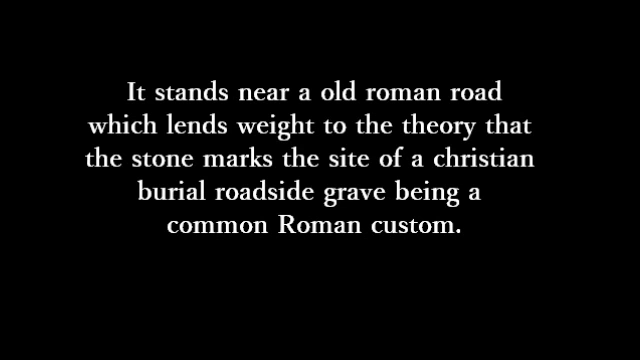 It stands near a old roman road
which lends weight to the theory that
the stone marks the site of a christian
burial roadside grave being a
common Roman custom.